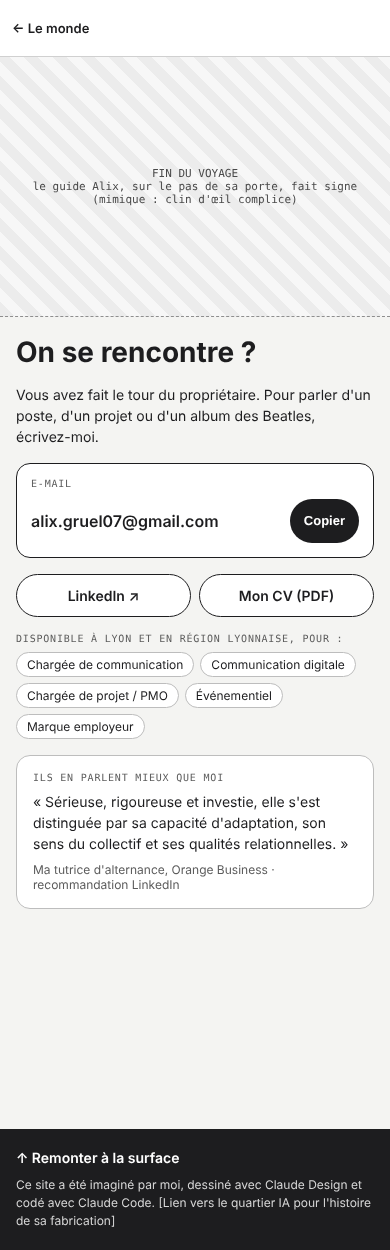 ← Le monde
FIN DU VOYAGE
le guide Alix, sur le pas de sa porte, fait signe
(mimique : clin d'œil complice)
On se rencontre ?
Vous avez fait le tour du propriétaire. Pour parler d'un
poste, d'un projet ou d'un album des Beatles,
écrivez-moi.
E-MAIL
alix.gruel07@gmail.com
Copier
LinkedIn ↗
Mon CV (PDF)
DISPONIBLE À LYON ET EN RÉGION LYONNAISE, POUR :
Chargée de communication
Communication digitale
Chargée de projet / PMO
Événementiel
Marque employeur
ILS EN PARLENT MIEUX QUE MOI
« Sérieuse, rigoureuse et investie, elle s'est
distinguée par sa capacité d'adaptation, son
sens du collectif et ses qualités relationnelles. »
Ma tutrice d'alternance, Orange Business ·
recommandation LinkedIn
↑ Remonter à la surface
Ce site a été imaginé par moi, dessiné avec Claude Design et
codé avec Claude Code. [Lien vers le quartier IA pour l'histoire
de sa fabrication]